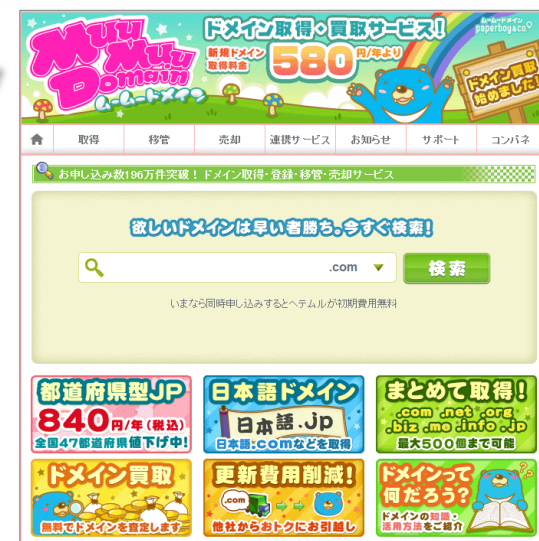 MuuMuu Domain
ムームードメイン
ドメイン取得・買取サービス!
新規ドメイン
取得料金
580円/年より
ムームードメイン
paperboy&co.
ドメイン買取
始めました!
取得
移管
売却
連携サービス
お知らせ
サポート
コンパネ
お申し込み数196万件突破! ドメイン取得・登録・移管・売却サービス
欲しいドメインは早い者勝ち。今すぐ検索!
.com
検索
いまなら同時申し込みするとヘテムルが初期費用無料
都道府県型JP
840円/年(税込)
全国47都道府県値下げ中!
日本語ドメイン
日本語.jp
日本語.comなどを取得
まとめて取得!
.com .net .org
.biz .me .info .jp
最大500個まで可能
ドメイン買取
無料でドメインを査定します
更新費用削減!
.com
他社からおトクにお引越し
ドメインって
何だろう?
ドメインの知識・
活用方法をご紹介